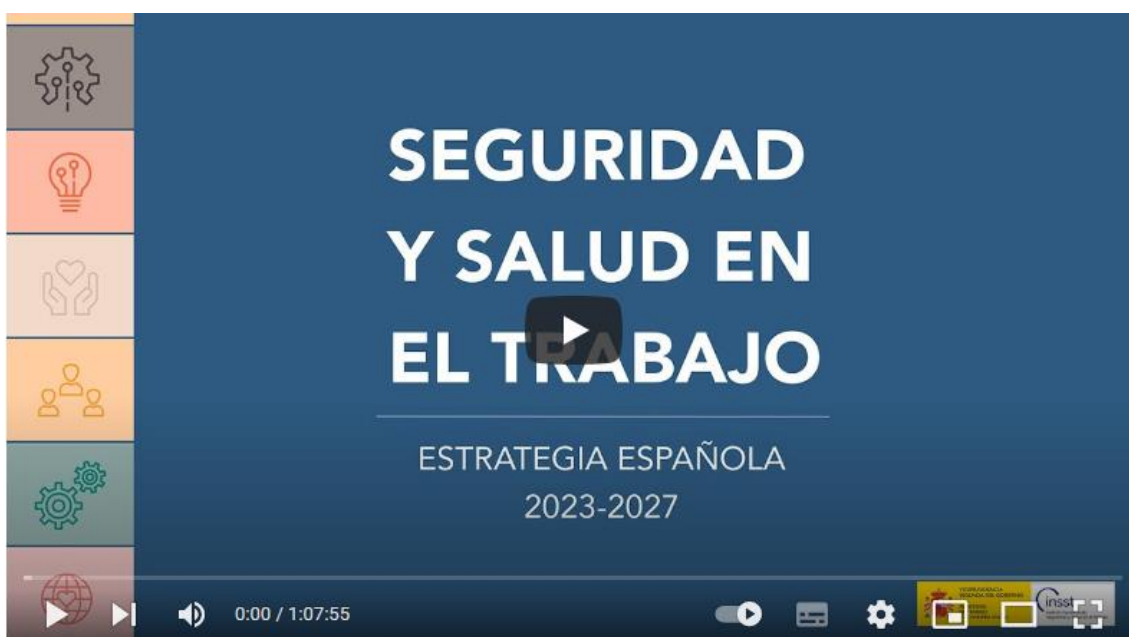 SEGURIDAD
Y SALUD EN
EL TRABAJO
ESTRATEGIA ESPAÑOLA
2023-2027
0:00 / 1:07:55
insst